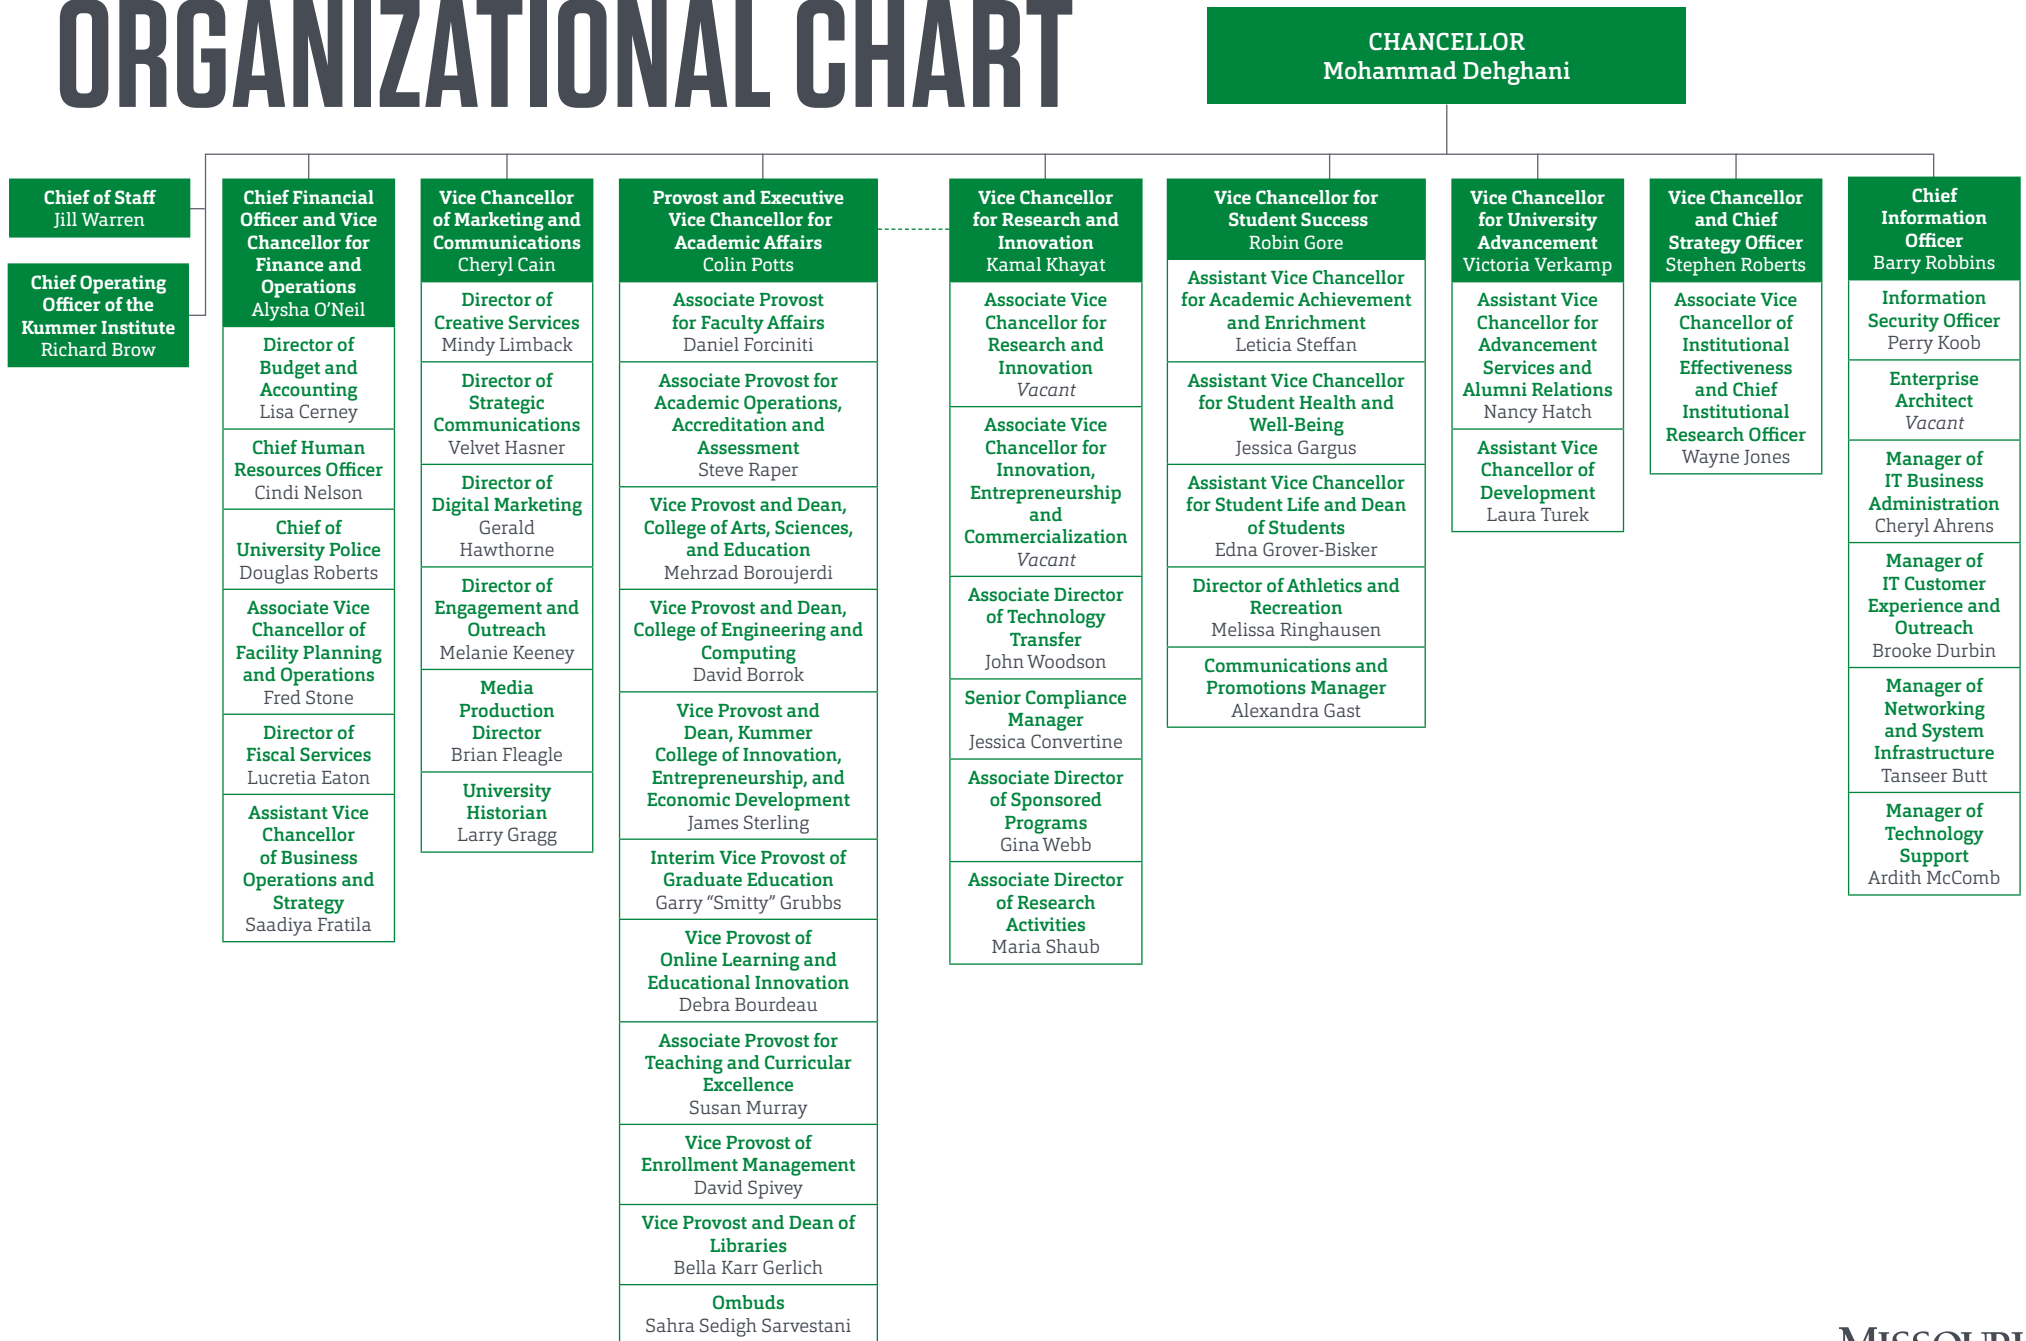 ORGANIZATIONAL CHART
CHANCELLOR
Mohammad Dehghani
Chief of Staff
Jill Warren
Chief Operating
Officer of the
Kummer Institute
Richard Brow
Chief Financial
Officer and Vice
Chancellor for
Finance and
Operations
Alysha O’Neil
Director of
Budget and
Accounting
Lisa Cerney
Chief Human
Resources Officer
Cindi Nelson
Chief of
University Police
Douglas Roberts
Associate Vice
Chancellor of
Facility Planning
and Operations
Fred Stone
Director of
Fiscal Services
Lucretia Eaton
Assistant Vice
Chancellor
of Business
Operations and
Strategy
Saadiya Fratila
Vice Chancellor
of Marketing and
Communications
Cheryl Cain
Director of
Creative Services
Mindy Limback
Director of
Strategic
Communications
Velvet Hasner
Director of
Digital Marketing
Gerald
Hawthorne
Director of
Engagement and
Outreach
Melanie Keeney
Media
Production
Director
Brian Fleagle
University
Historian
Larry Gragg
Provost and Executive
Vice Chancellor for
Academic Affairs
Colin Potts
Associate Provost
for Faculty Affairs
Daniel Forciniti
Associate Provost for
Academic Operations,
Accreditation and
Assessment
Steve Raper
Vice Provost and Dean,
College of Arts, Sciences,
and Education
Mehrzad Boroujerdi
Vice Provost and Dean,
College of Engineering and
Computing
David Borrok
Vice Provost and
Dean, Kummer
College of Innovation,
Entrepreneurship, and
Economic Development
James Sterling
Interim Vice Provost of
Graduate Education
Garry “Smitty” Grubbs
Vice Provost of
Online Learning and
Educational Innovation
Debra Bourdeau
Associate Provost for
Teaching and Curricular
Excellence
Susan Murray
Vice Provost of
Enrollment Management
David Spivey
Vice Provost and Dean of
Libraries
Bella Karr Gerlich
Ombuds
Sahra Sedigh Sarvestani
Vice Chancellor
for Research and
Innovation
Kamal Khayat
Associate Vice
Chancellor for
Research and
Innovation
Vacant
Associate Vice
Chancellor for
Innovation,
Entrepreneurship
and
Commercialization
Vacant
Associate Director
of Technology
Transfer
John Woodson
Senior Compliance
Manager
Jessica Convertine
Associate Director
of Sponsored
Programs
Gina Webb
Associate Director
of Research
Activities
Maria Shaub
Vice Chancellor for
Student Success
Robin Gore
Assistant Vice Chancellor
for Academic Achievement
and Enrichment
Leticia Steffan
Assistant Vice Chancellor
for Student Health and
Well-Being
Jessica Gargus
Assistant Vice Chancellor
for Student Life and Dean
of Students
Edna Grover-Bisker
Director of Athletics and
Recreation
Melissa Ringhausen
Communications and
Promotions Manager
Alexandra Gast
Vice Chancellor
for University
Advancement
Victoria Verkamp
Assistant Vice
Chancellor for
Advancement
Services and
Alumni Relations
Nancy Hatch
Assistant Vice
Chancellor of
Development
Laura Turek
Vice Chancellor
and Chief
Strategy Officer
Stephen Roberts
Associate Vice
Chancellor of
Institutional
Effectiveness
and Chief
Institutional
Research Officer
Wayne Jones
Chief
Information
Officer
Barry Robbins
Information
Security Officer
Perry Koob
Enterprise
Architect
Vacant
Manager of
IT Business
Administration
Cheryl Ahrens
Manager of
IT Customer
Experience and
Outreach
Brooke Durbin
Manager of
Networking
and System
Infrastructure
Tanseer Butt
Manager of
Technology
Support
Ardith McComb